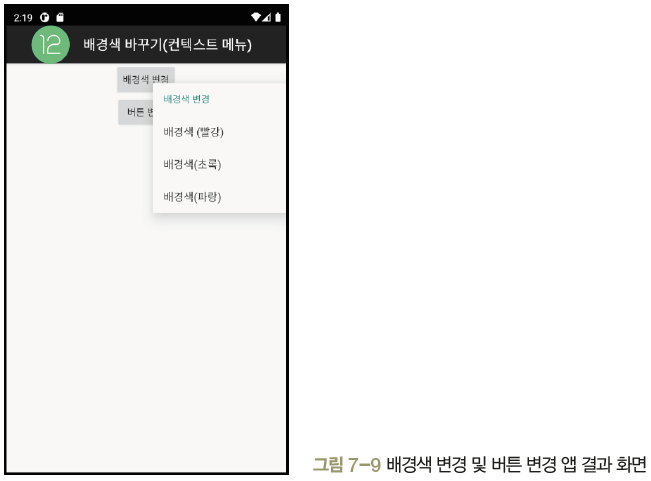 2:19
12 배경색 바꾸기(컨텍스트 메뉴)
배경색 변경
버튼
배경색 변경
배경색 (빨강)
배경색(초록)
배경색(파랑)
그림 7-9 배경색 변경 및 버튼 변경 앱 결과 화면